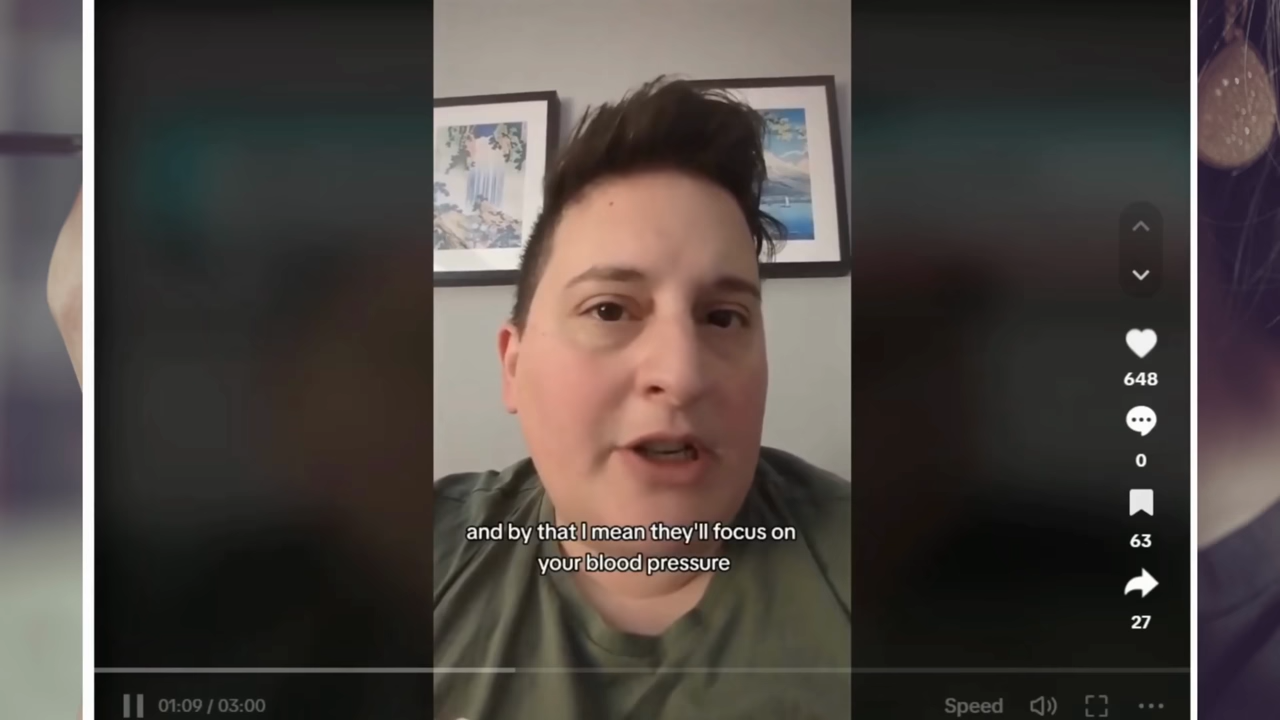 648
0
and by that I mean they'll focus on
your blood pressure
63
27
01:09 / 03:00
Speed